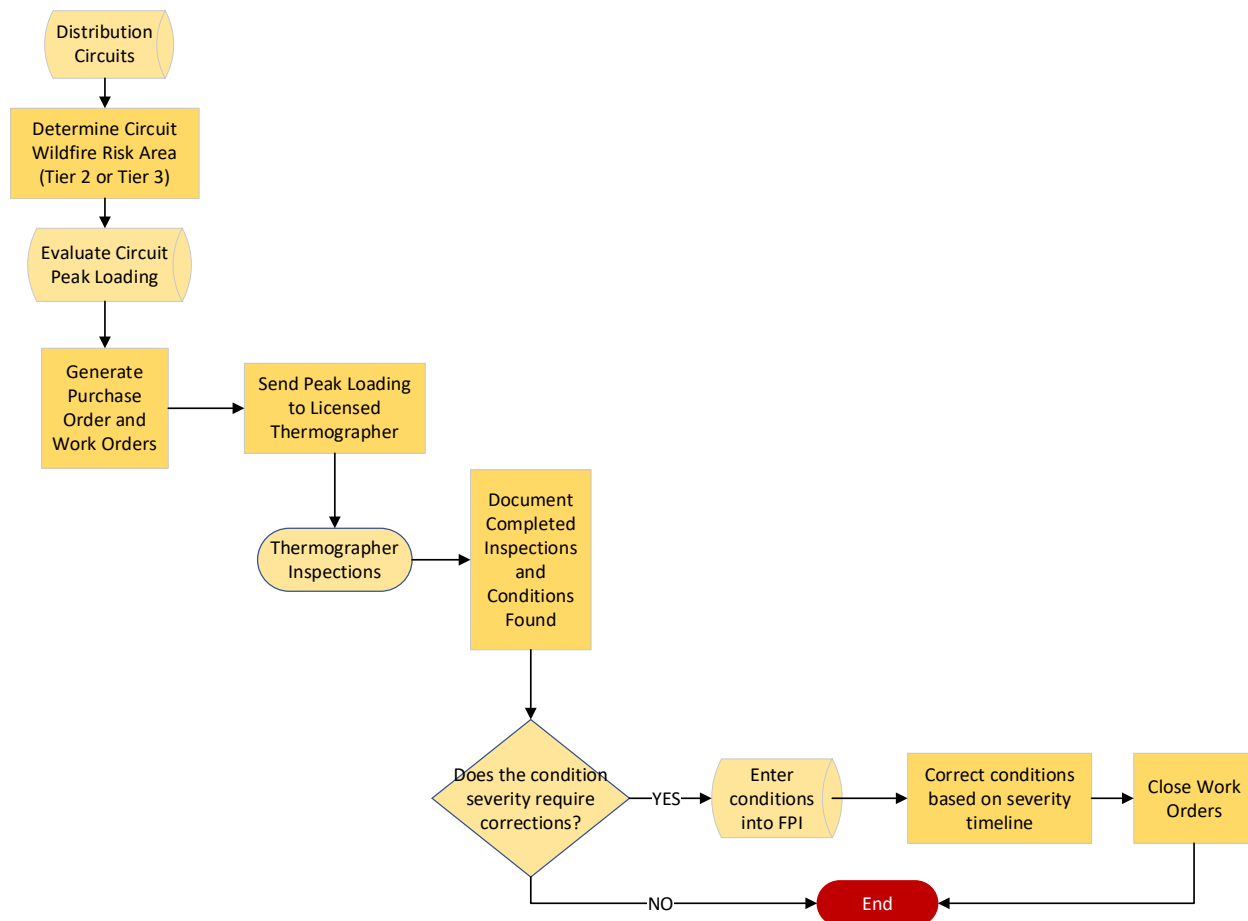 Distribution
Circuits
Determine Circuit
Wildfire Risk Area
(Tier 2 or Tier 3)
Evaluate Circuit
Peak Loading
Generate
Purchase
Order and
Work Orders
Send Peak Loading
to Licensed
Thermographer
Thermographer
Inspections
Document
Completed
Inspections
and
Conditions
Found
Does the condition
severity require
corrections?
YES
Enter
conditions
into FPI
Correct conditions
based on severity
timeline
Close Work
Orders
NO
End